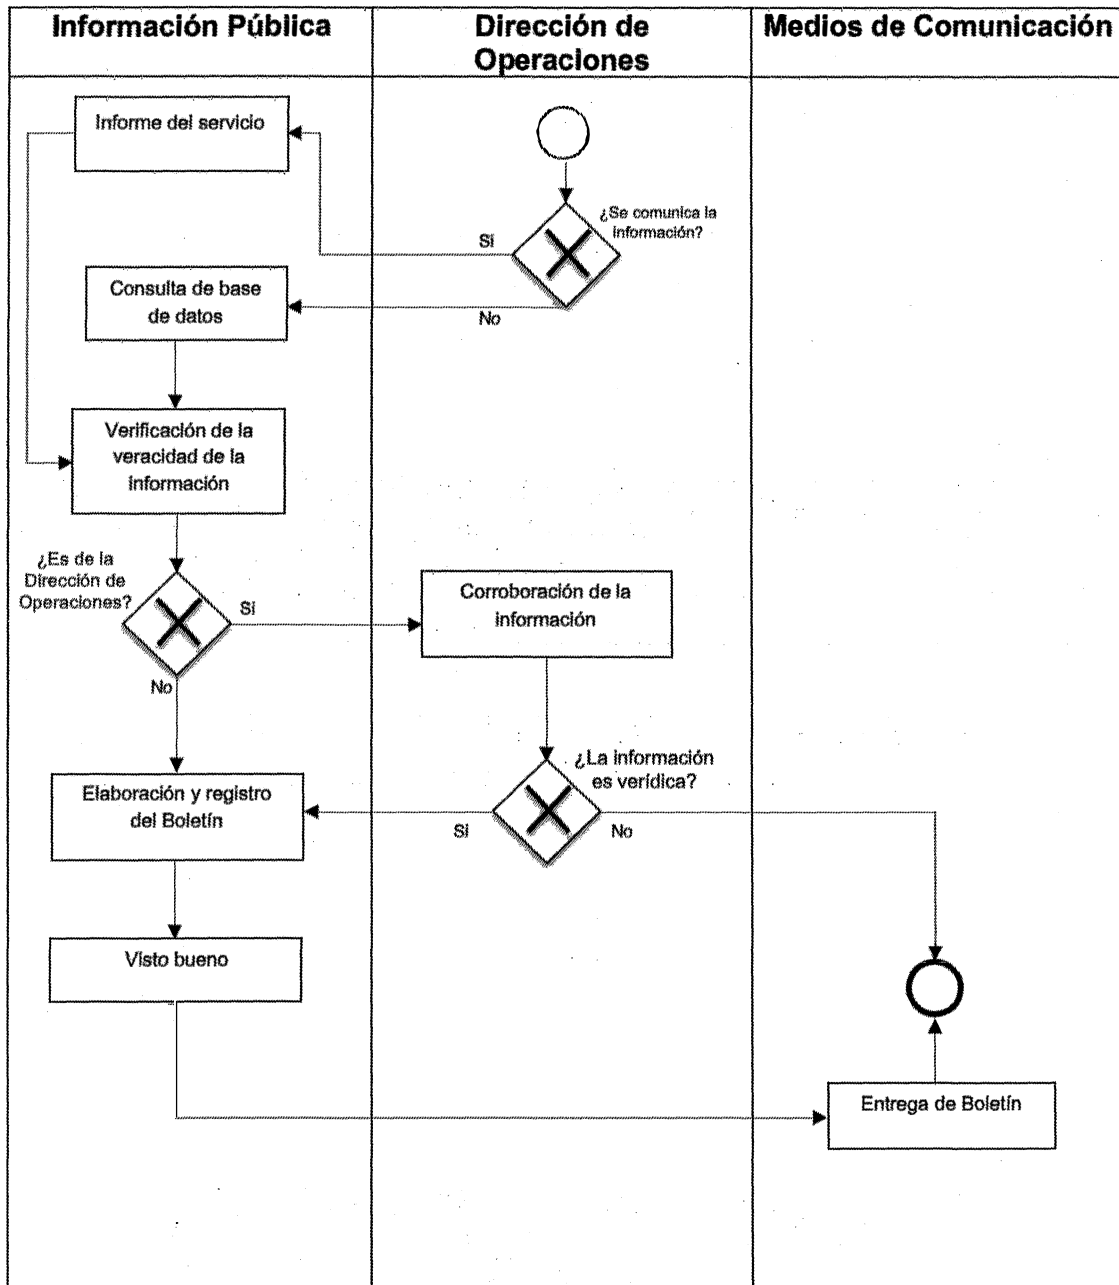 Información Pública
Dirección de
Operaciones
Medios de Comunicación
Informe del servicio
¿Se comunica la
información?
Sí
Consulta de base
de datos
No
Verificación de la
veracidad de la
información
¿Es de la
Dirección de
Operaciones?
Sí
Corroboración de la
información
No
¿La información
es verídica?
Elaboración y registro
del Boletín
Sí
No
Visto bueno
Entrega de Boletín